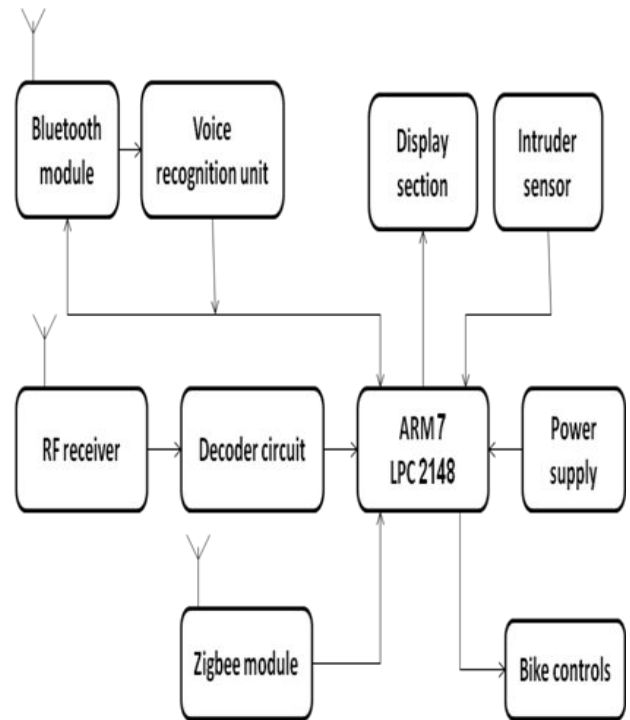 Bluetooth
module
Voice
recognition unit
Display
section
Intruder
sensor
RF receiver
Decoder circuit
ARM7
LPC 2148
Power
supply
Zigbee module
Bike controls